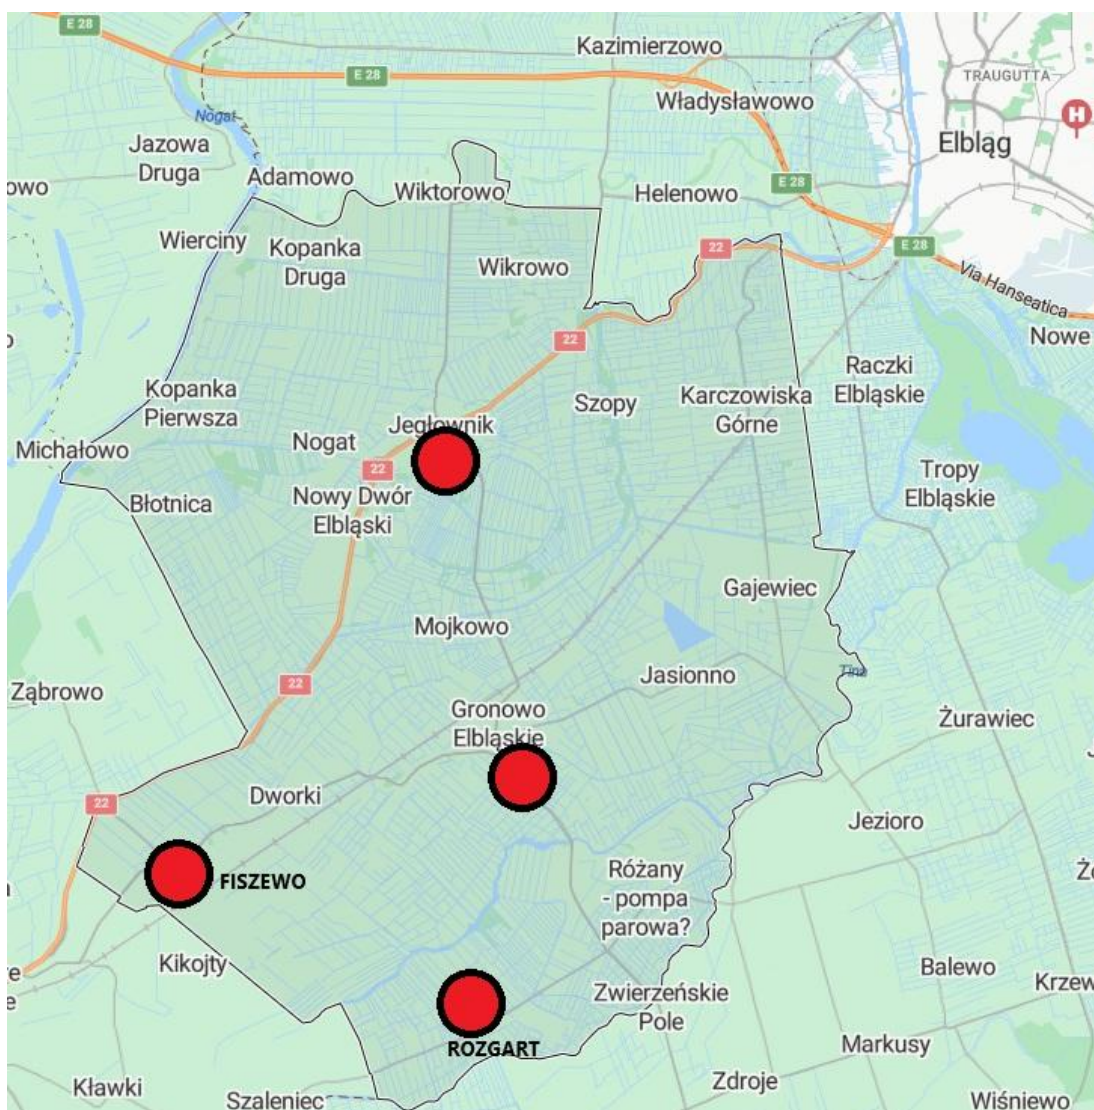 E 28
Kazimierzowo
TRAUGUTTA
E 28
Władysławowo
Nogat
H
Elbląg
Jazowa
Druga
Adamowo
Wiktorowo
Helenowo
E 28
owo
Wierciny
Kopanka
Druga
Wikrowo
22
E 28
Via Hanseatica
22
Nowe
Raczki
Elbląskie
Kopanka
Pierwsza
Szopy
Karczowiska
Górne
Jegłownik
Nogat
Michałowo
22
Tropy
Elbląskie
Błotnica
Nowy Dwór
Elbląski
Gajewiec
Mojkowo
Tina
Jasionno
22
Ząbrowo
Gronowo
Elbląskie
Żurawiec
Dworki
22
Jezioro
FISZEWO
Różany
- pompa
parowa?
Kikojty
Balewo
Krzew
re
e
Zwierzeńskie
Pole
ROZGART
Markusy
Kławki
Szaleniec
Zdroje
Wiśniewo